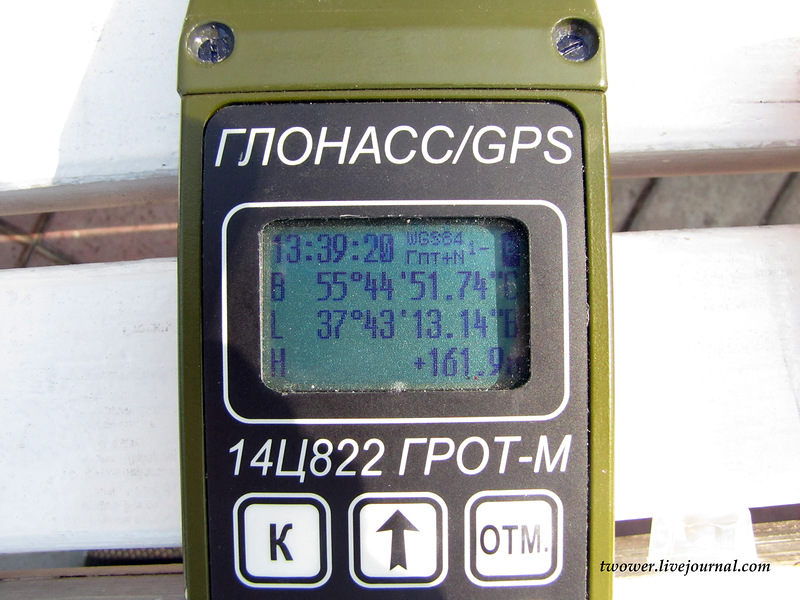 ГЛОНАСС/GPS
13:39:20 WGS84
Гпт+N 1-
B 55°44'51.74"С
L 37°43'13.14"В
H +161.9
14Ц822 ГРОТ-М
К
ОТМ.
twower.livejournal.com